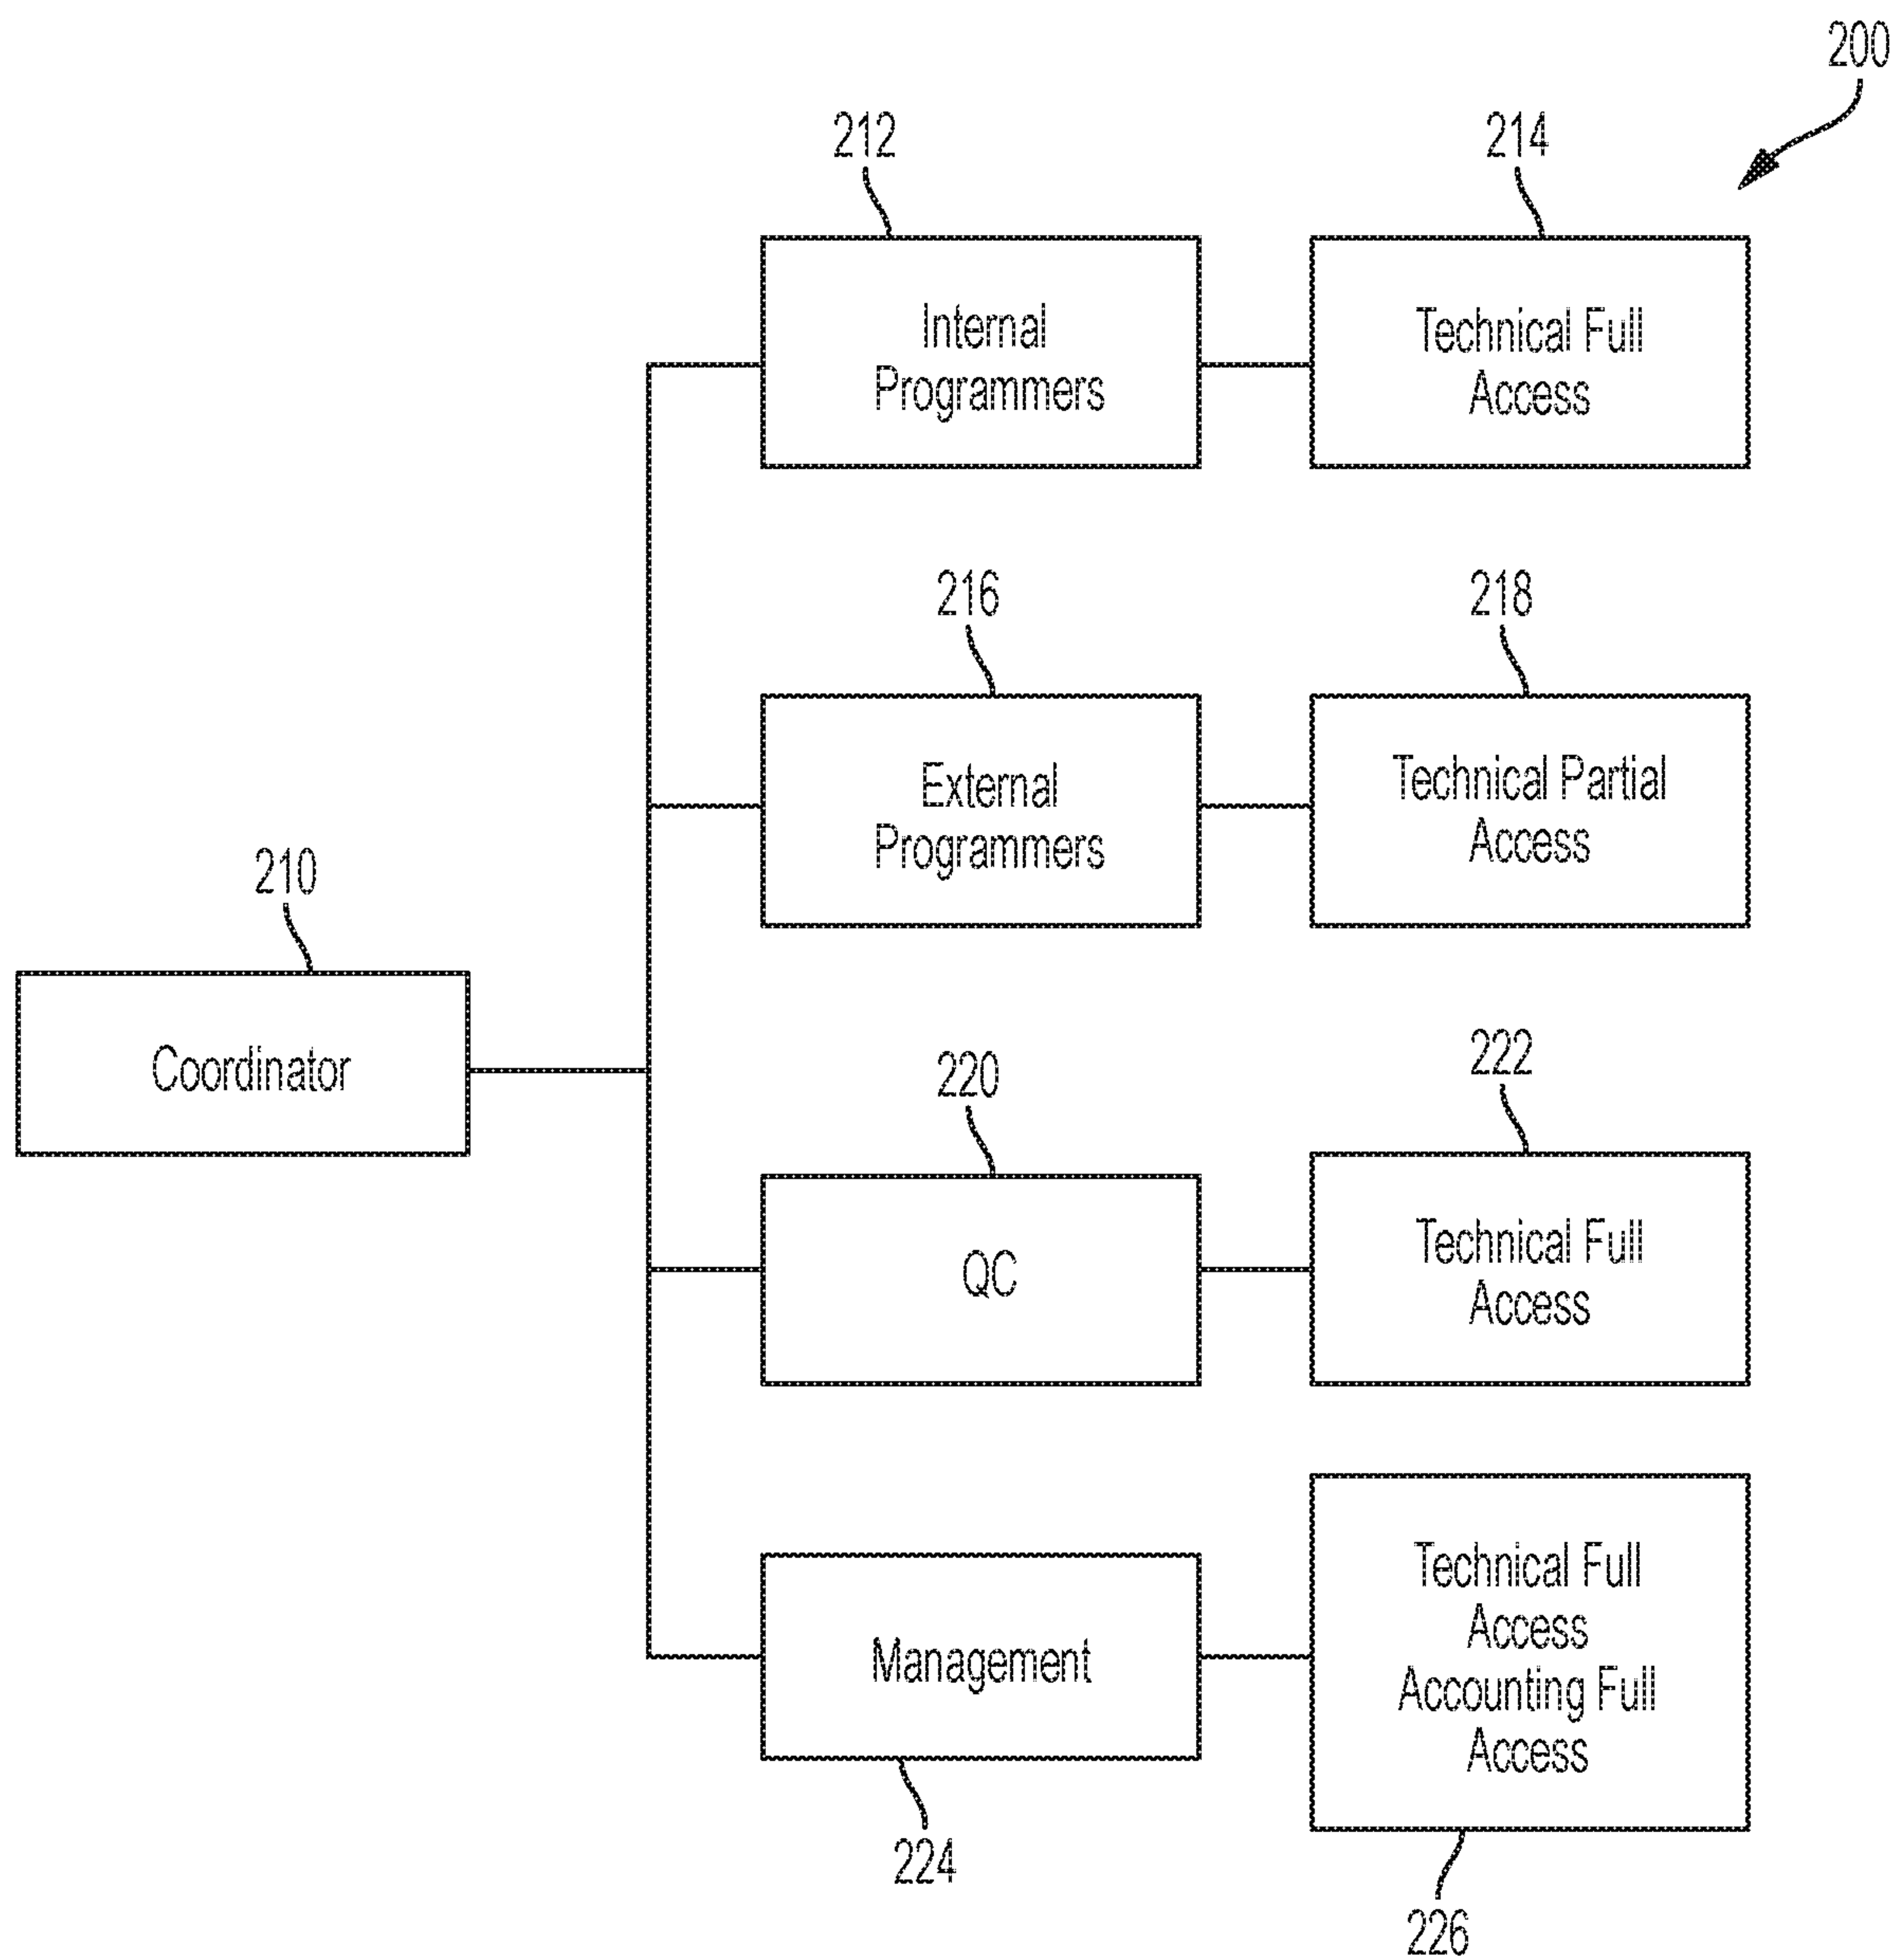 200
212
214
Internal
Programmers
Technical Full
Access
216
218
External
Programmers
Technical Partial
Access
210
Coordinator
220
222
QC
Technical Full
Access
Management
Technical Full
Access
Accounting Full
Access
224
226